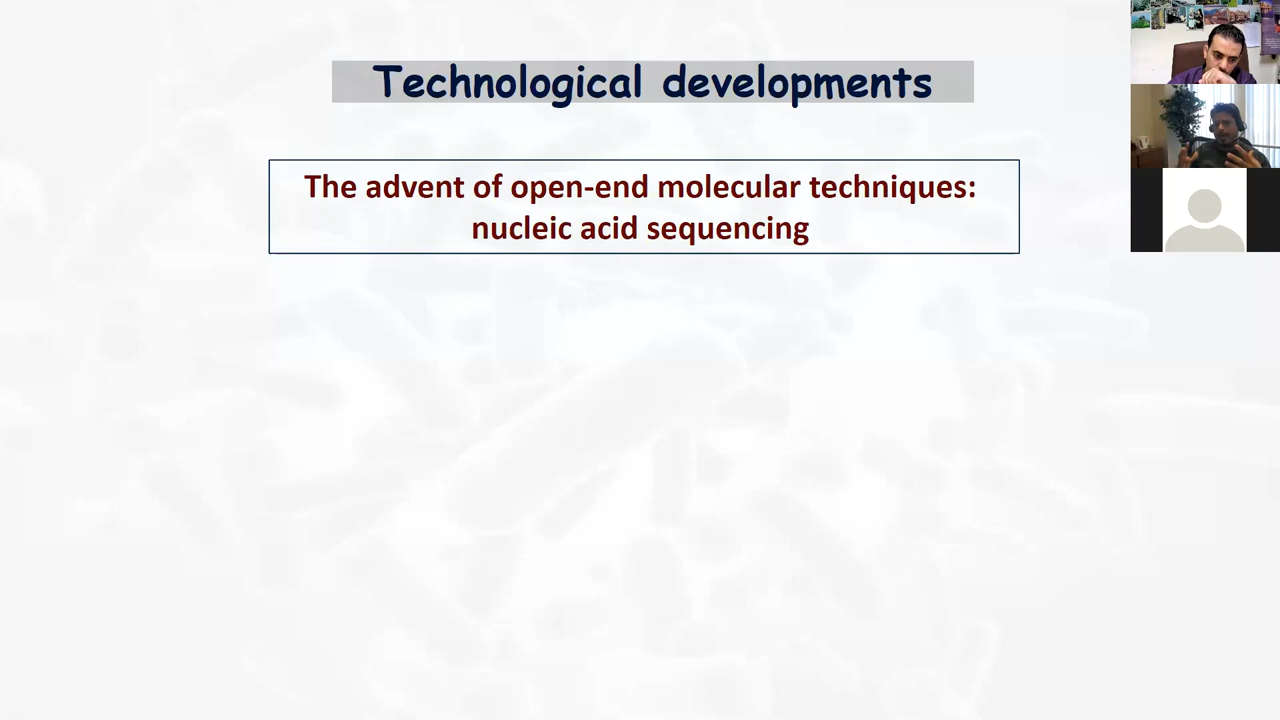 Technological developments
The advent of open-end molecular techniques:
nucleic acid sequencing